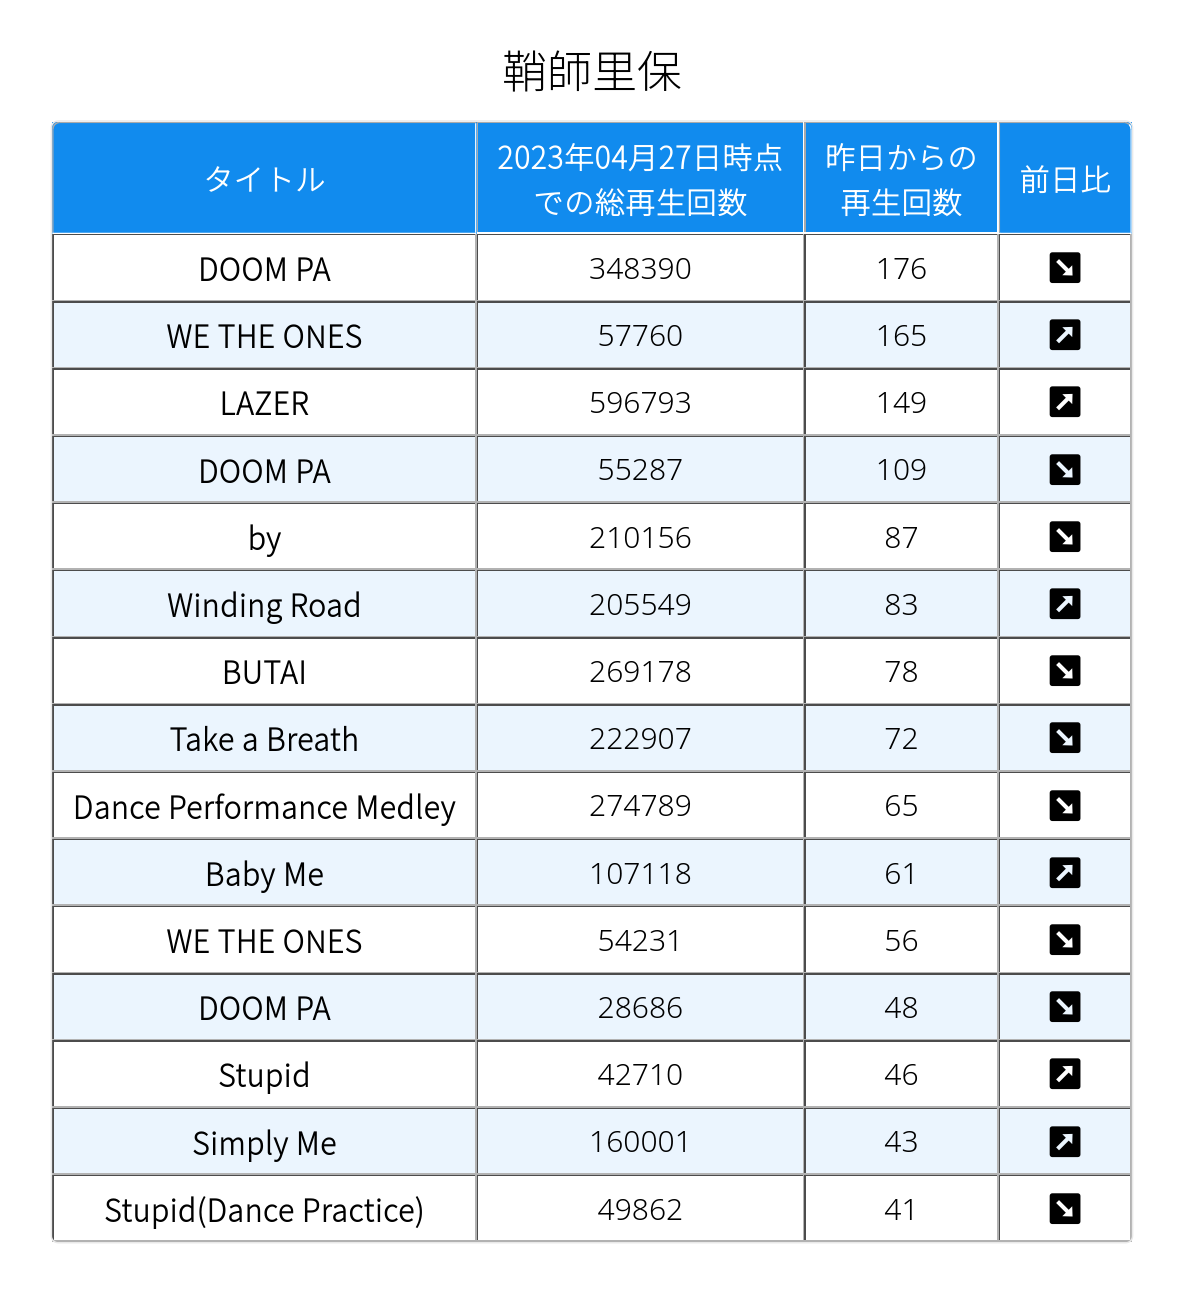 鞘師里保
タイトル 2023年04月27日時点での総再生回数 昨日からの再生回数 前日比
DOOM PA 348390 176 ↘
WE THE ONES 57760 165 ↗
LAZER 596793 149 ↗
DOOM PA 55287 109 ↘
by 210156 87 ↘
Winding Road 205549 83 ↗
BUTAI 269178 78 ↘
Take a Breath 222907 72 ↘
Dance Performance Medley 274789 65 ↘
Baby Me 107118 61 ↗
WE THE ONES 54231 56 ↘
DOOM PA 28686 48 ↘
Stupid 42710 46 ↗
Simply Me 160001 43 ↗
Stupid(Dance Practice) 49862 41 ↘